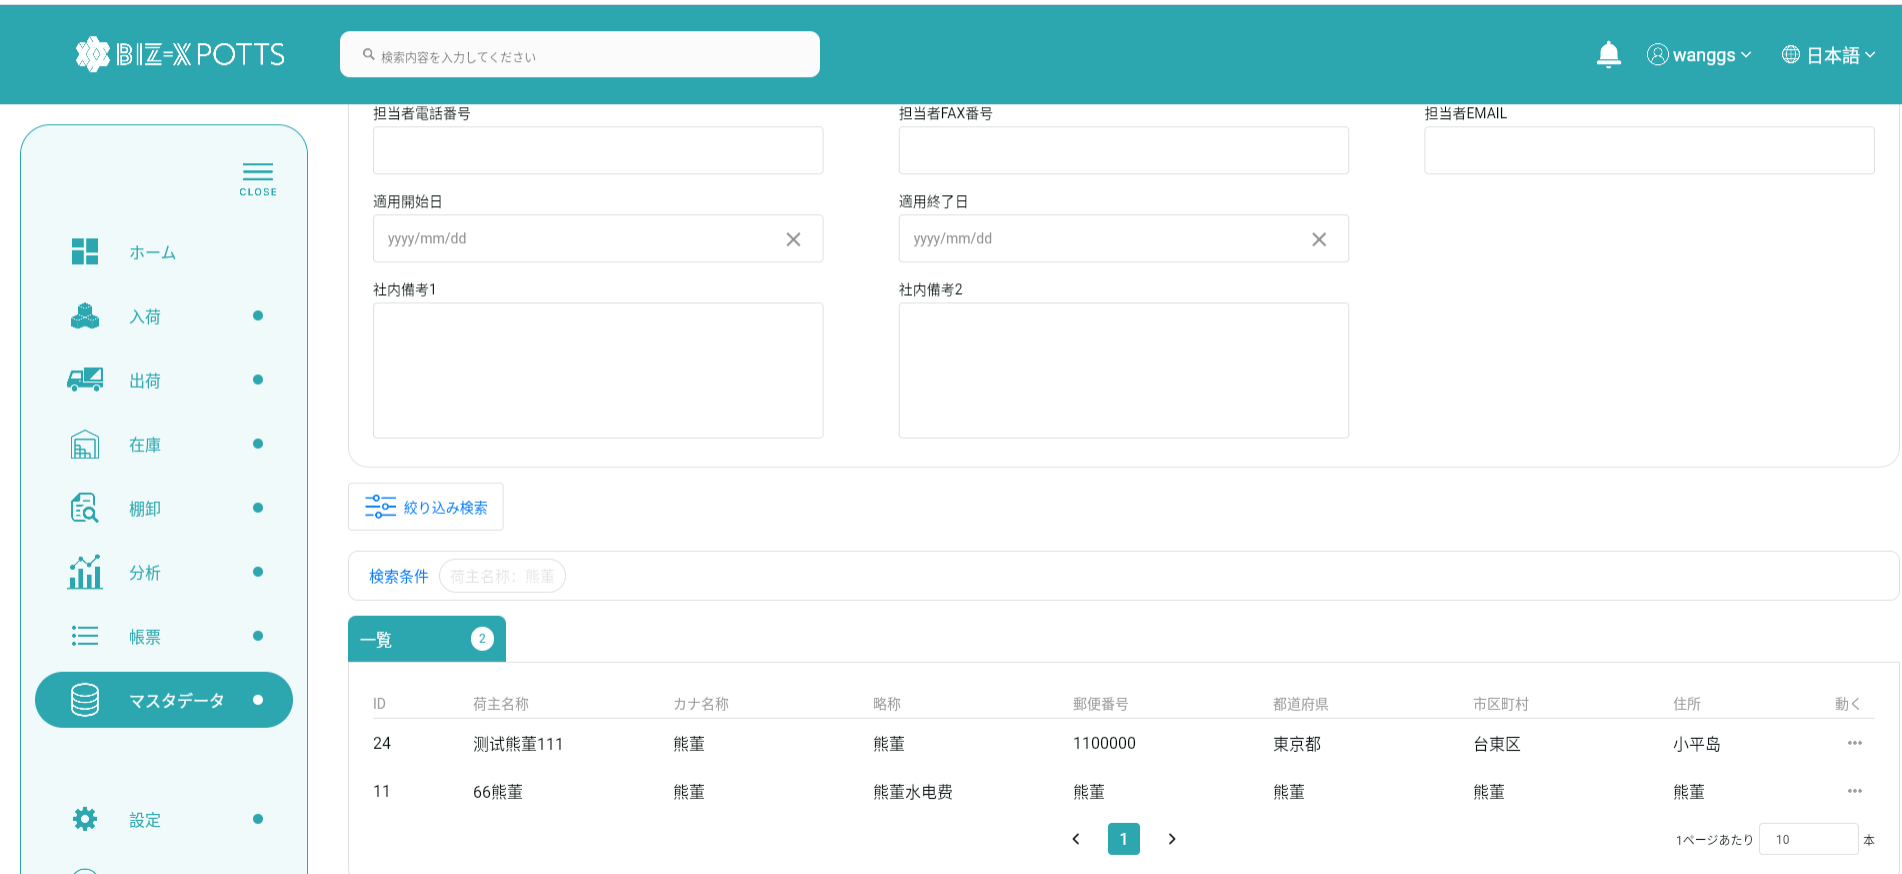 BIZ=X POTTS
検索内容を入力してください
wanggs
日本語
CLOSE
ホーム
入荷
出荷
在庫
棚卸
分析
帳票
マスタデータ
設定
担当者電話番号 担当者FAX番号 担当者EMAIL
適用開始日 適用終了日
yyyy/mm/dd yyyy/mm/dd
社内備考1 社内備考2
絞り込み検索
検索条件 荷主名称: 熊董
一覧 2
ID 荷主名称 カナ名称 略称 郵便番号 都道府県 市区町村 住所 動く
24 测试熊董111 熊董 熊董 1100000 東京都 台東区 小平岛 •••
11 66熊董 熊董 熊董水电费 熊董 熊董 熊董 熊董 •••
1
1ページあたり 10 本